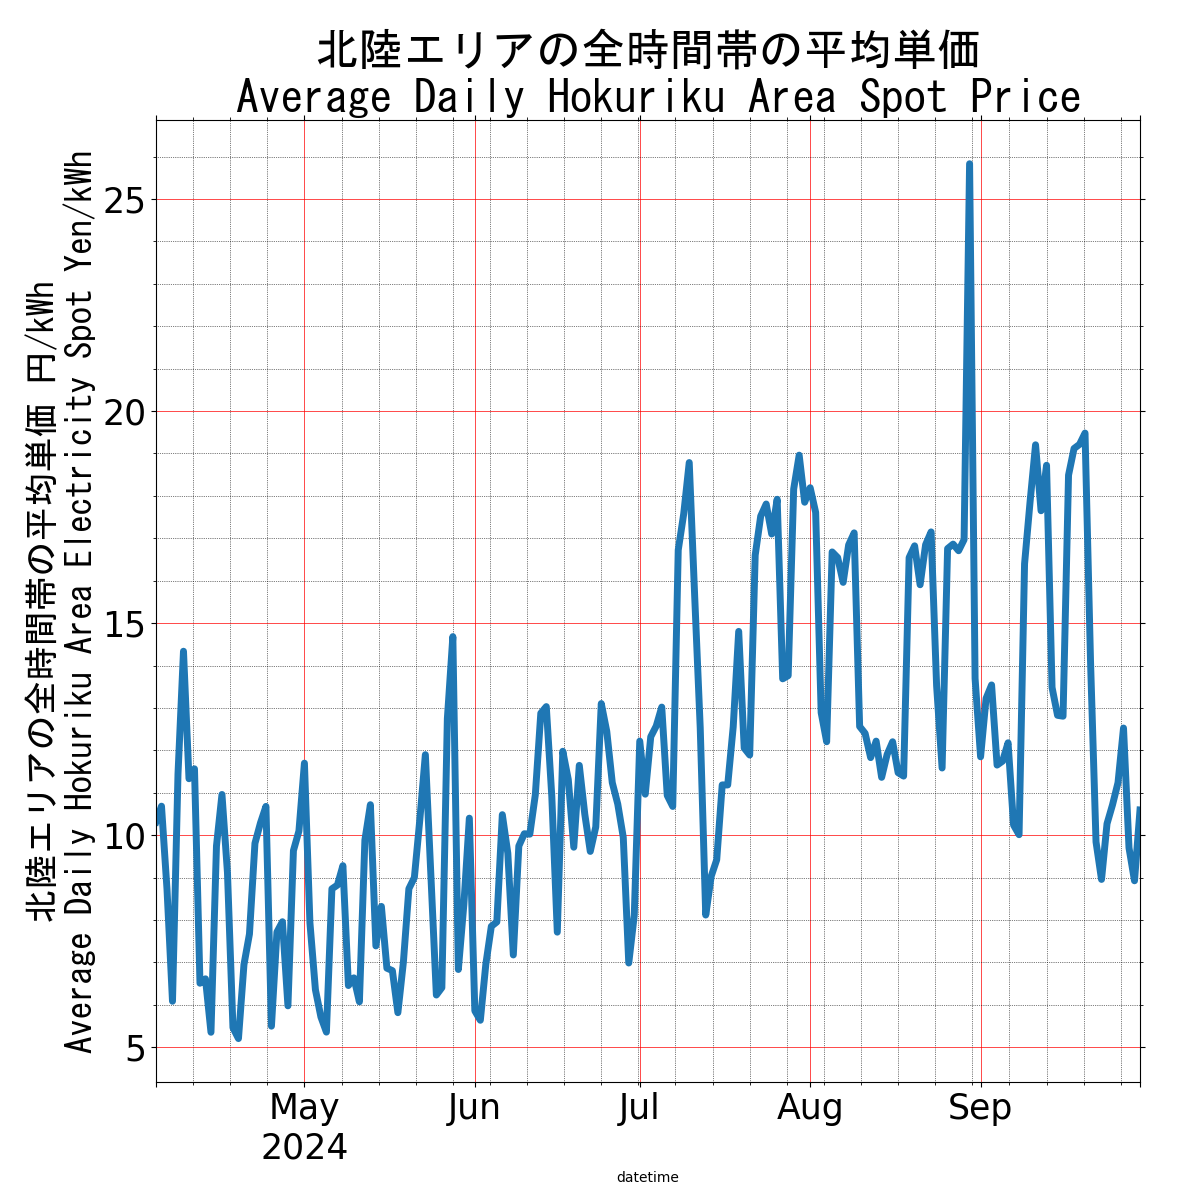 北陸エリアの全時間帯の平均単価
Average Daily Hokuriku Area Spot Price
北陸エリアの全時間帯の平均単価 円/kWh
Average Daily Hokuriku Area Electricity Spot Yen/kWh
25
20
15
10
5
May
2024
Jun
Jul
Aug
Sep
datetime